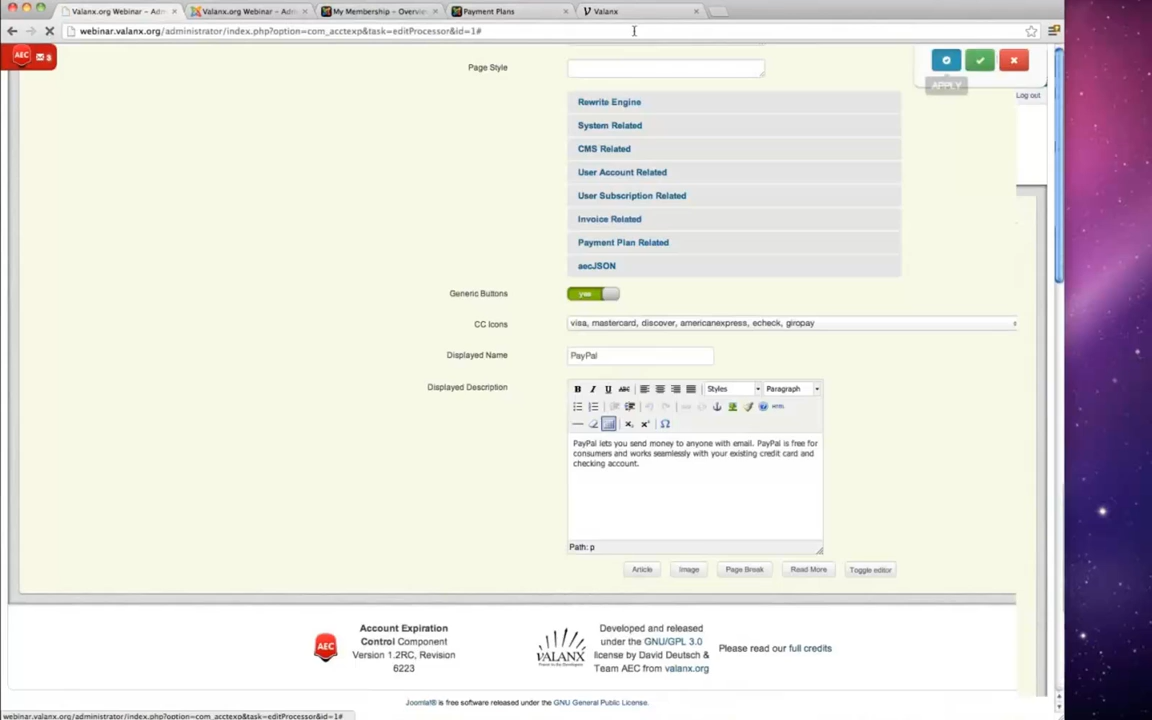 Valanx.org Webinar – Adm
Valanx.org Webinar – Adm
My Membership – Overvie
Payment Plans
Valanx
webinar.valanx.org/administrator/index.php?option=com_acctexp&task=editProcessor&id=1#
AEC
Page Style
APPLY
Log out
Rewrite Engine
System Related
CMS Related
User Account Related
User Subscription Related
Invoice Related
Payment Plan Related
aecJSON
Generic Buttons
yes
CC Icons
visa, mastercard, discover, americanexpress, echeck, giropay
Displayed Name
PayPal
Displayed Description
B I U ABC Styles Paragraph
HTML
PayPal lets you send money to anyone with email. PayPal is free for
consumers and works seamlessly with your existing credit card and
checking account.
Path: p
Article Image Page Break Read More Toggle editor
AEC
Account Expiration
Control Component
Version 1.2RC, Revision
6223
VALANX
Developed and released
under the GNU/GPL 3.0
license by David Deutsch &
Team AEC from valanx.org
Please read our full credits
Joomla!® is free software released under the GNU General Public License.
webinar.valanx.org/administrator/index.php?option=com_acctexp&task=editProcessor&id=1#